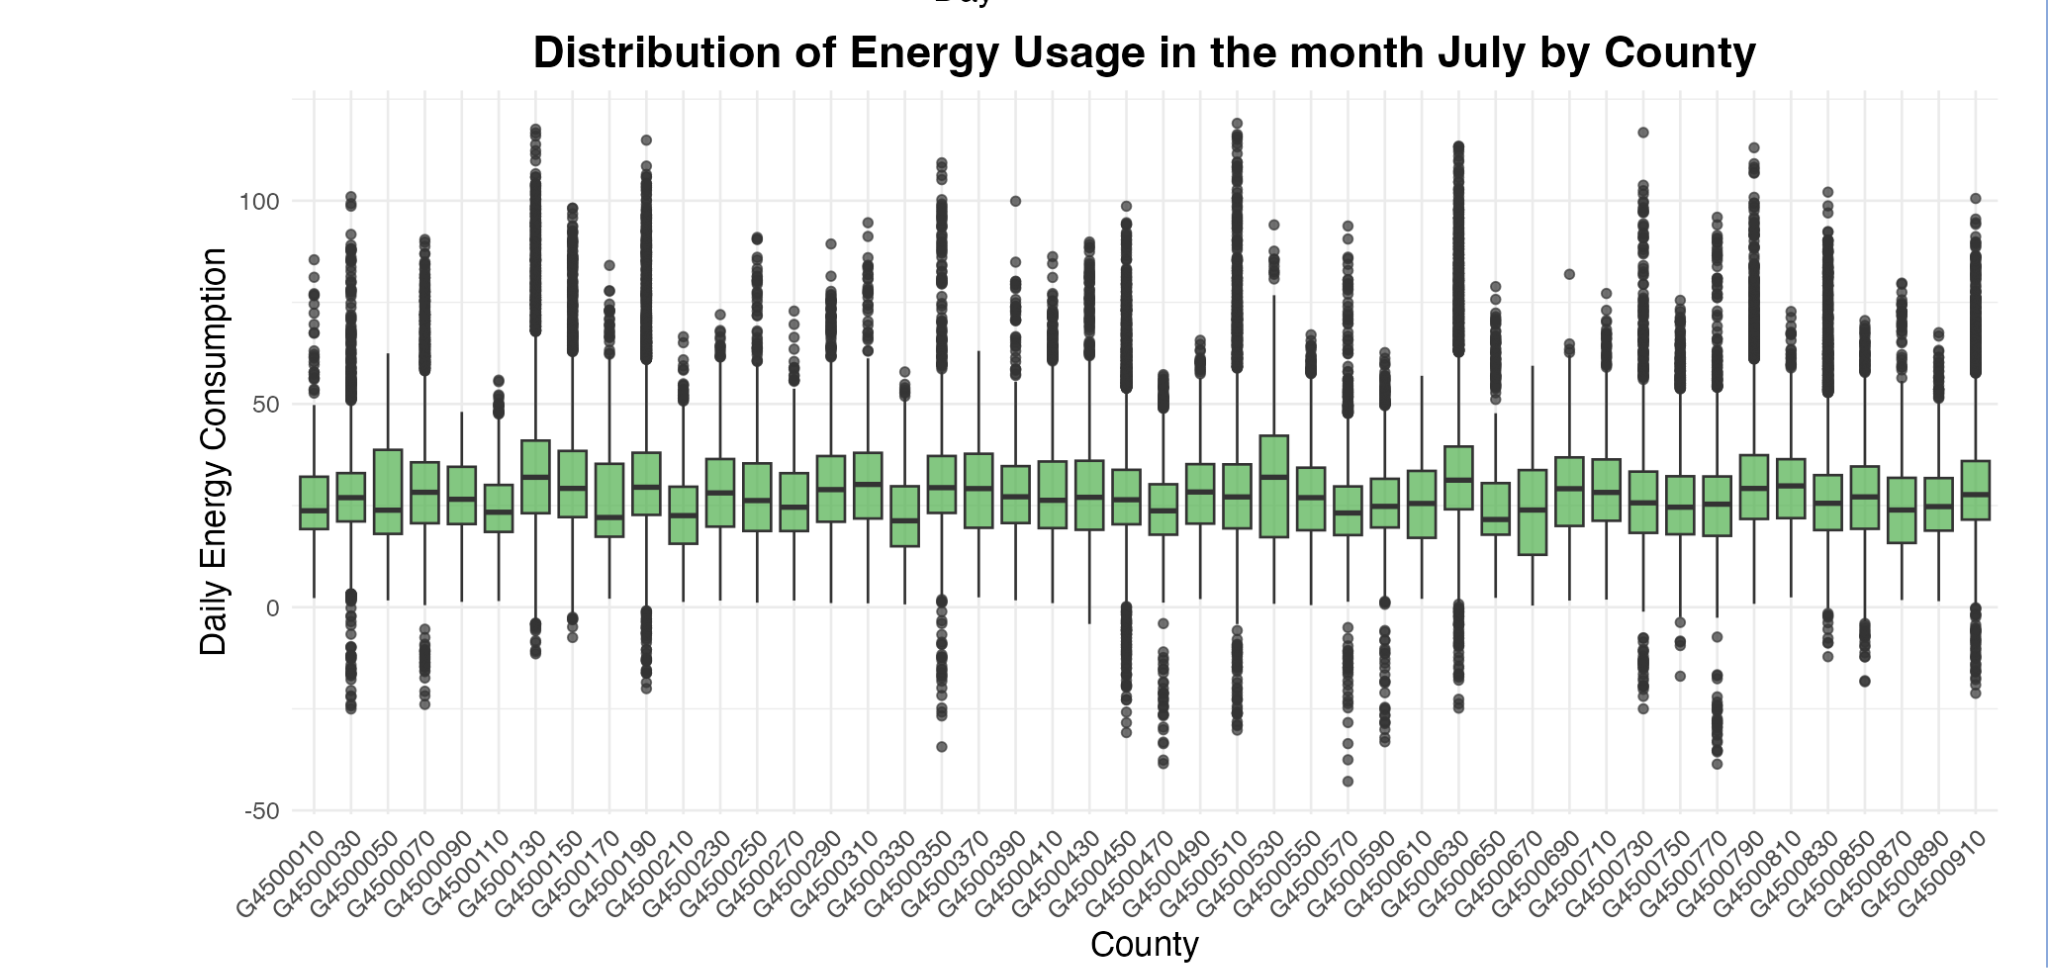 Day
Distribution of Energy Usage in the month July by County
Daily Energy Consumption
100
50
0
-50
G4500010
G4500030
G4500050
G4500070
G4500090
G4500110
G4500130
G4500150
G4500170
G4500190
G4500210
G4500230
G4500250
G4500270
G4500290
G4500310
G4500330
G4500350
G4500370
G4500390
G4500410
G4500430
G4500450
G4500470
G4500490
G4500510
G4500530
G4500550
G4500570
G4500590
G4500610
G4500630
G4500650
G4500670
G4500690
G4500710
G4500730
G4500750
G4500770
G4500790
G4500810
G4500830
G4500850
G4500870
G4500890
G4500910
County